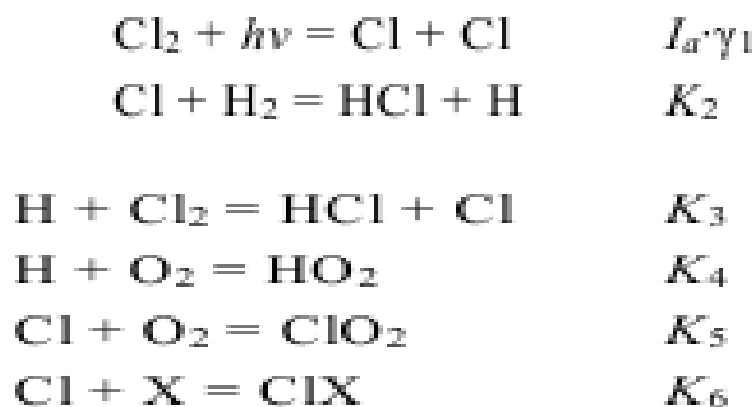 Cl₂ + hν = Cl + Cl Iₐ·γ₁
Cl + H₂ = HCl + H K₂
H + Cl₂ = HCl + Cl K₃
H + O₂ = HO₂ K₄
Cl + O₂ = ClO₂ K₅
Cl + X = ClX K₆